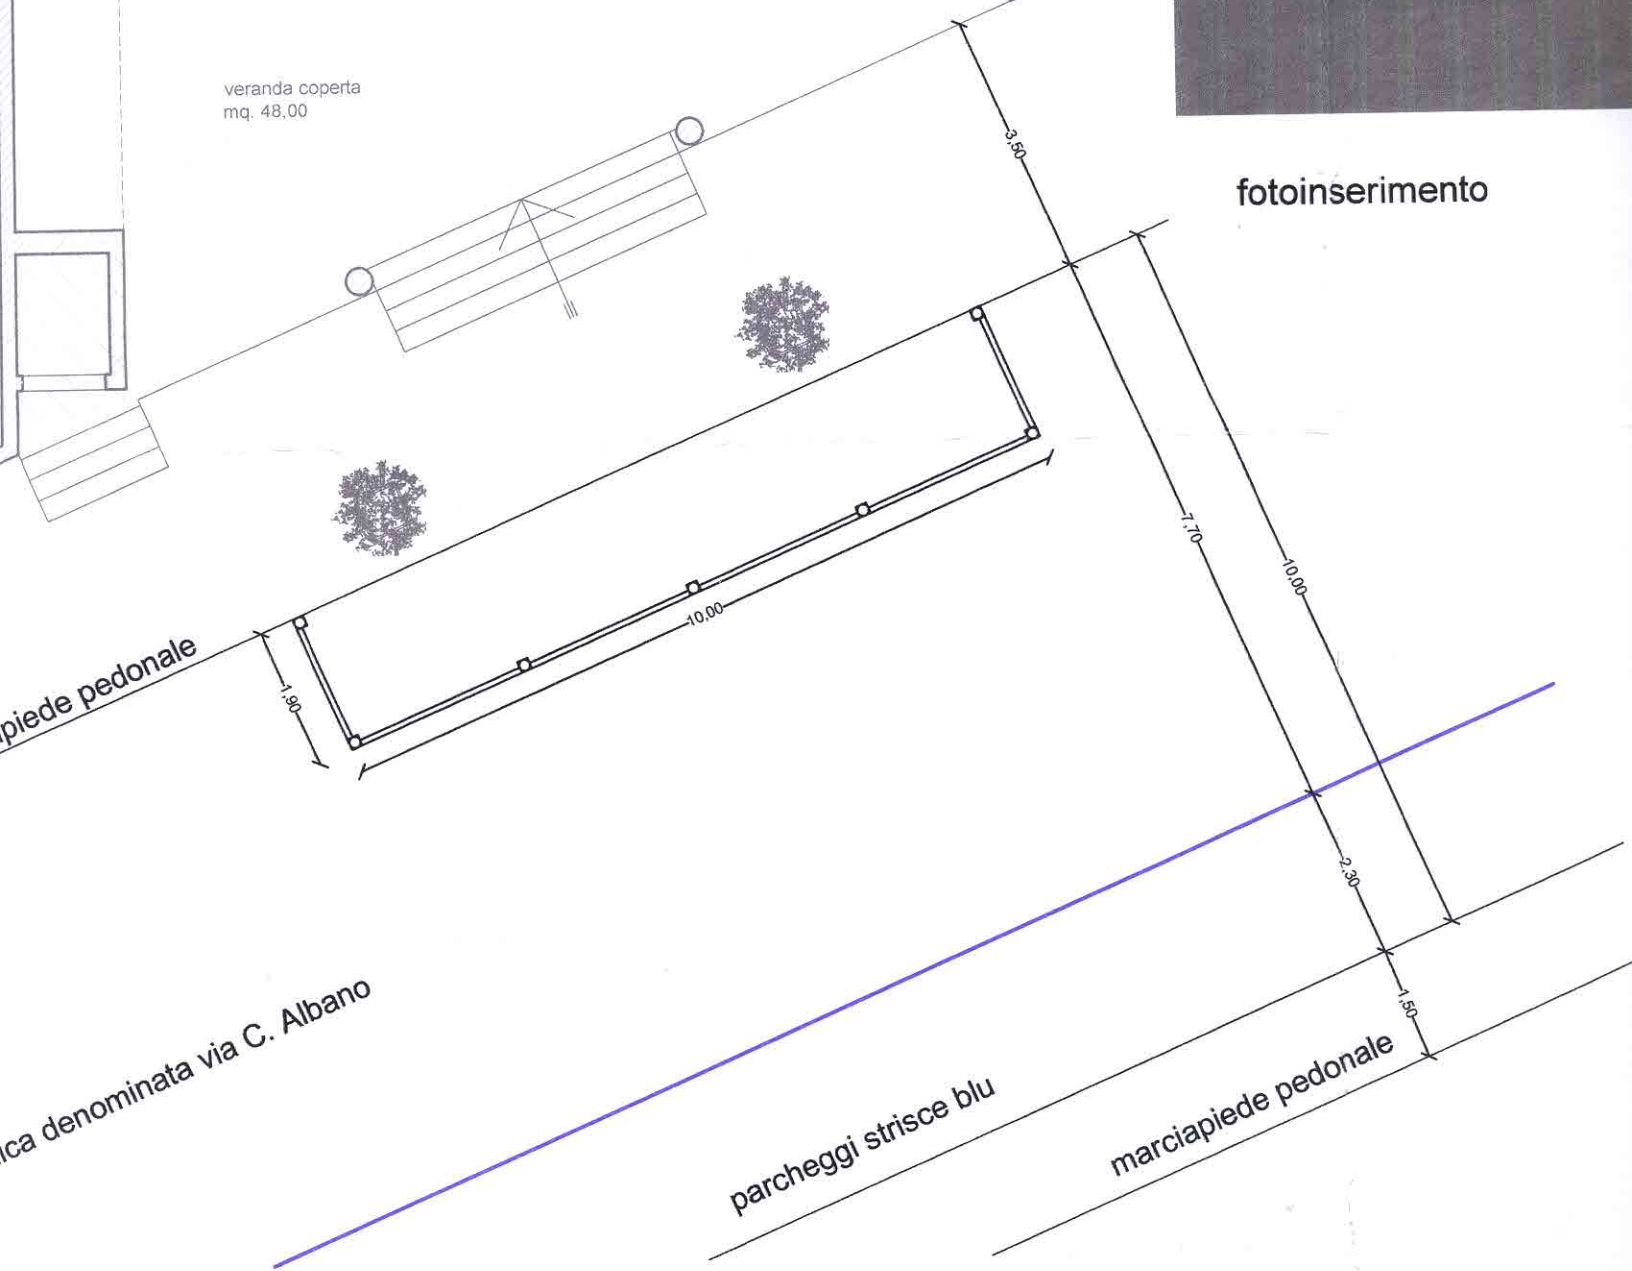 veranda coperta
mq. 48,00
3,50
fotoinserimento
7,70
10,00
10,00
1,90
piede pedonale
2,30
1,50
ica denominata via C. Albano
parcheggi strisce blu
marciapiede pedonale